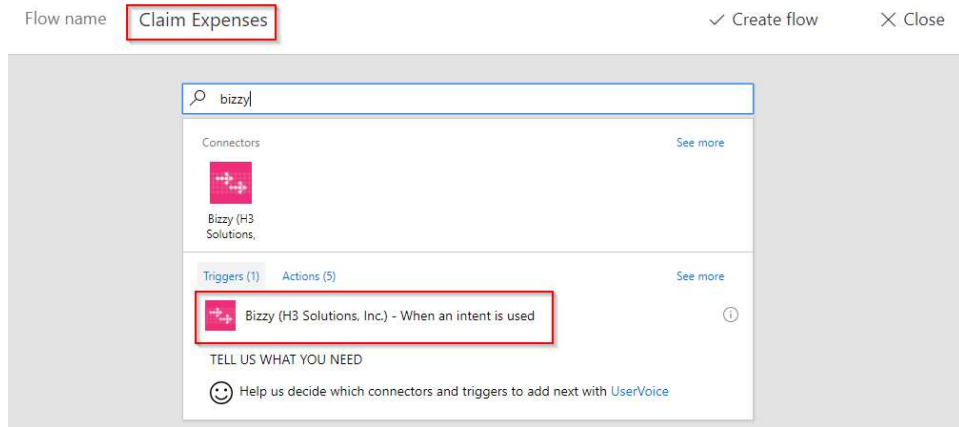 Flow name Claim Expenses Create flow Close
bizzy
Connectors See more
Bizzy (H3
Solutions,
Triggers (1) Actions (5) See more
Bizzy (H3 Solutions, Inc.) - When an intent is used
TELL US WHAT YOU NEED
Help us decide which connectors and triggers to add next with UserVoice